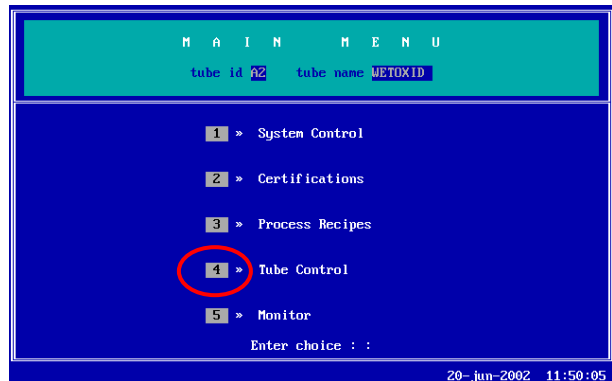 M A I N M E N U
tube id A2 tube name WETOXID
1 » System Control
2 » Certifications
3 » Process Recipes
4 » Tube Control
5 » Monitor
Enter choice : :
20-jun-2002 11:50:05